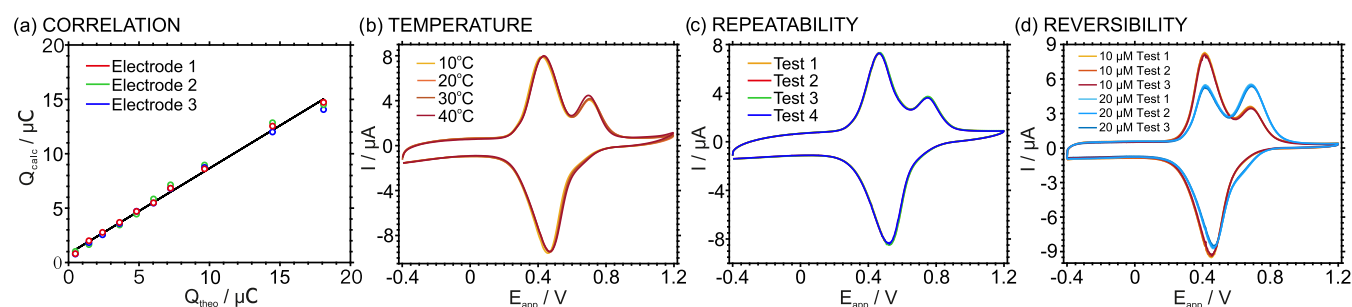 (a) CORRELATION
20
15
10
5
0
0
5
10
15
20
Q calc / µC
Q theo / µC
Electrode 1
Electrode 2
Electrode 3
(b) TEMPERATURE
8
4
0
-4
-8
-0.4
0
0.4
0.8
1.2
I / µA
E app / V
10°C
20°C
30°C
40°C
(c) REPEATABILITY
8
4
0
-4
-8
-0.4
0
0.4
0.8
1.2
I / µA
E app / V
Test 1
Test 2
Test 3
Test 4
(d) REVERSIBILITY
9
6
3
0
-3
-6
-9
-0.4
0
0.4
0.8
1.2
I / µA
E app / V
10 µM Test 1
10 µM Test 2
10 µM Test 3
20 µM Test 1
20 µM Test 2
20 µM Test 3